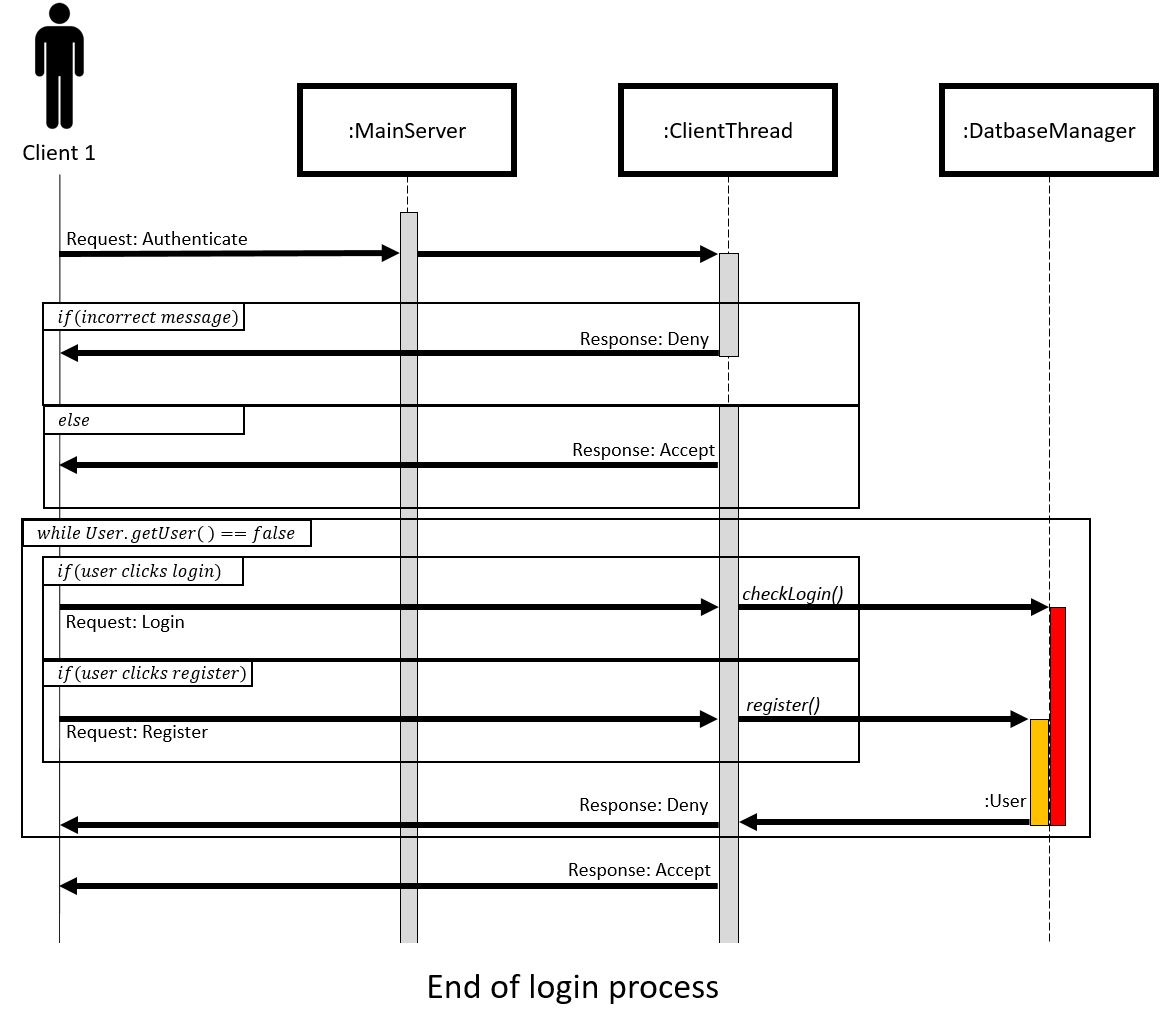 Client 1
:MainServer
:ClientThread
:DatbaseManager
Request: Authenticate
if(incorrect message)
Response: Deny
else
Response: Accept
while User.getUser( ) == false
if(user clicks login)
checkLogin()
Request: Login
if(user clicks register)
register()
Request: Register
Response: Deny
:User
Response: Accept
End of login process